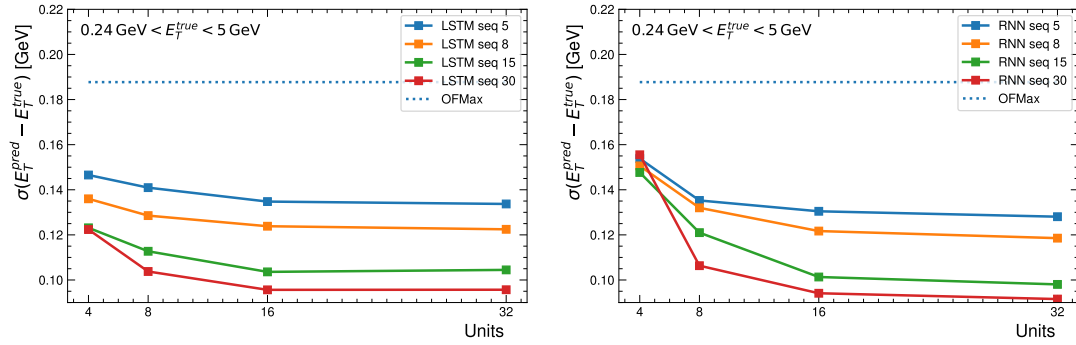 0.22
0.20
0.18
0.16
0.14
0.12
0.10
σ(E_T^pred − E_T^true) [GeV]
0.24 GeV < E_T^true < 5 GeV
LSTM seq 5
LSTM seq 8
LSTM seq 15
LSTM seq 30
OFMax
4 8 16 32
Units
0.22
0.20
0.18
0.16
0.14
0.12
0.10
σ(E_T^pred − E_T^true) [GeV]
0.24 GeV < E_T^true < 5 GeV
RNN seq 5
RNN seq 8
RNN seq 15
RNN seq 30
OFMax
4 8 16 32
Units